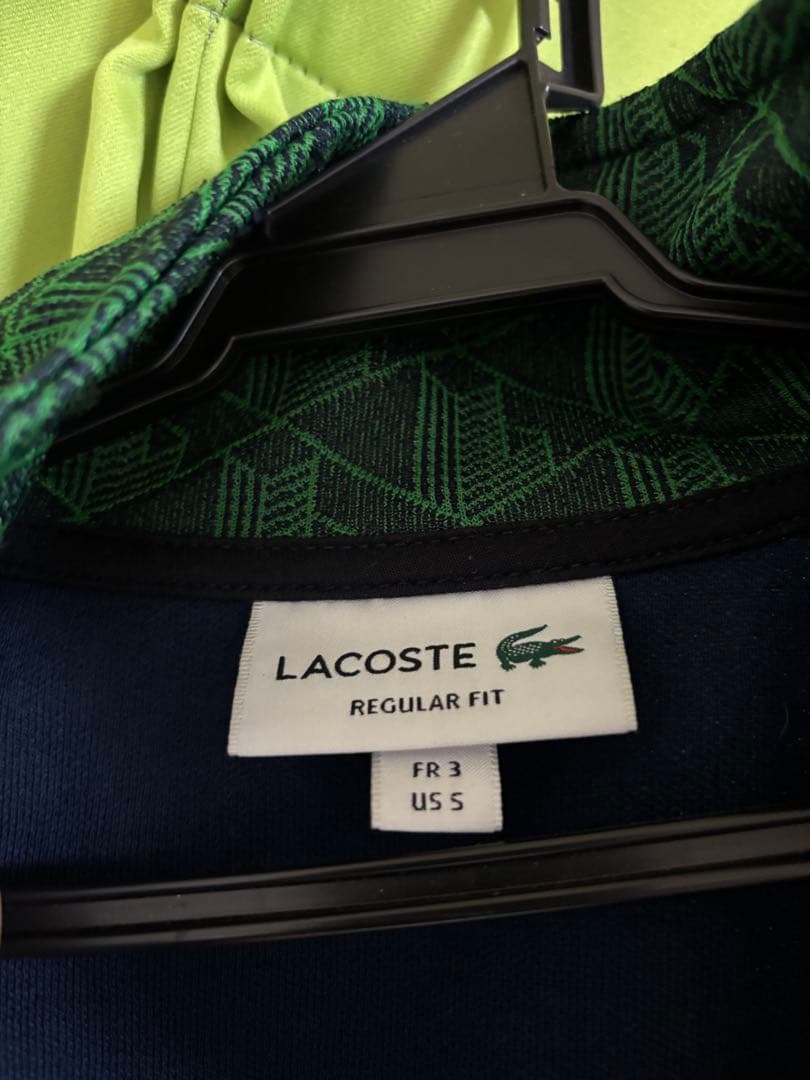 LACOSTE
REGULAR FIT
FR 3
US S